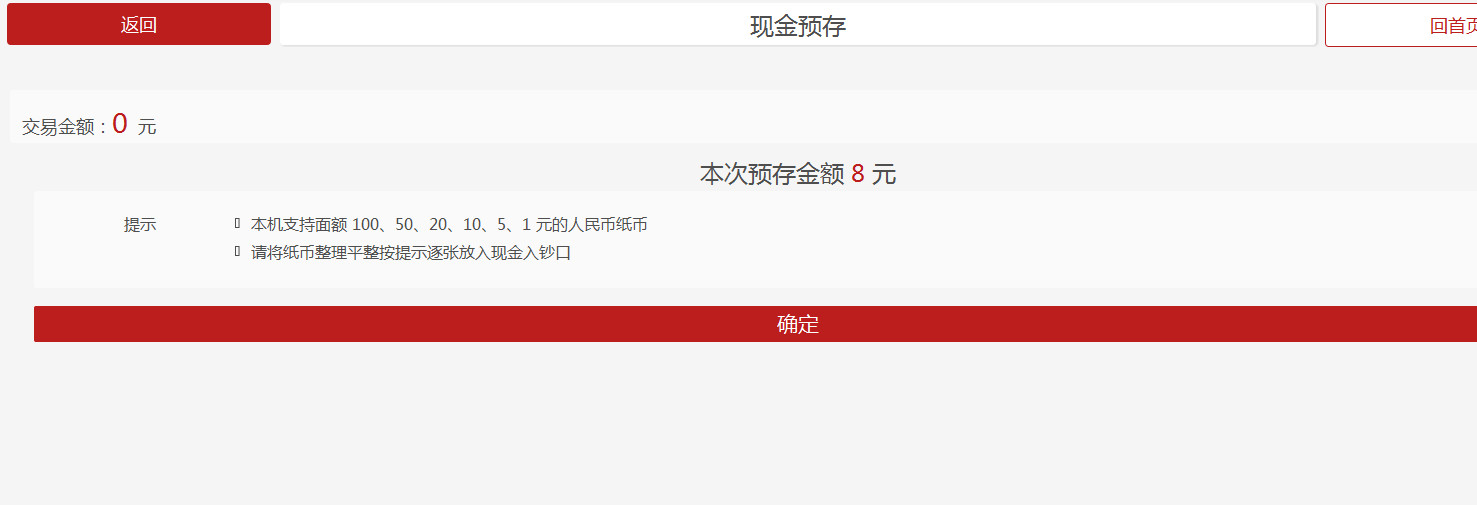 返回
现金预存
回首页
交易金额：0 元
本次预存金额 8 元
提示
本机支持面额 100、50、20、10、5、1 元的人民币纸币
请将纸币整理平整按提示逐张放入现金入钞口
确定